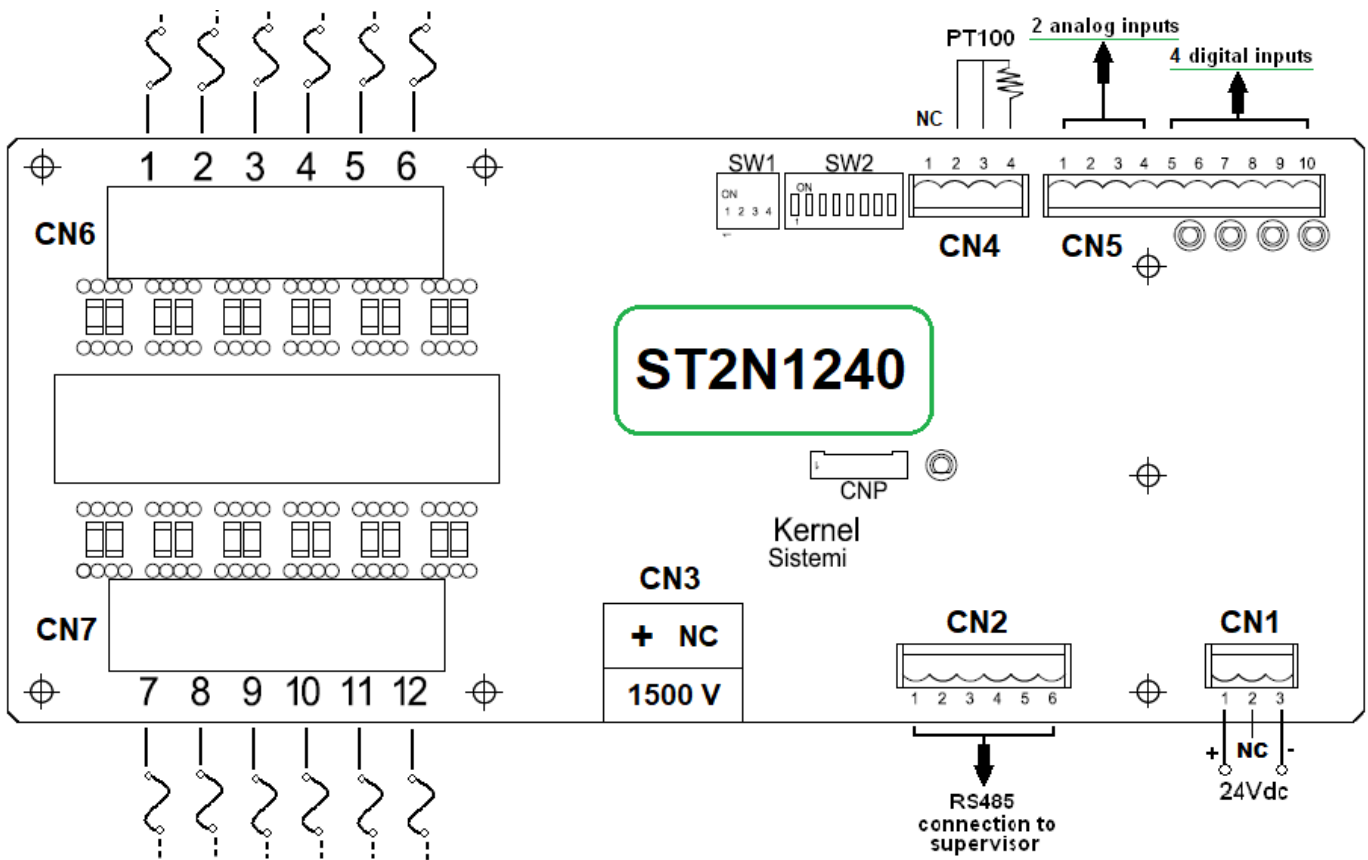 PT100
2 analog inputs
4 digital inputs
NC
1 2 3 4 5 6
SW1
SW2
1 2 3 4
1 2 3 4 5 6 7 8 9 10
ON
1 2 3 4
ON
1
CN6
CN4
CN5
ST2N1240
CNP
Kernel
Sistemi
CN3
CN7
+ NC
1500 V
CN2
CN1
7 8 9 10 11 12
1 2 3 4 5 6
1 2 3
+ NC -
24Vdc
RS485
connection to
supervisor